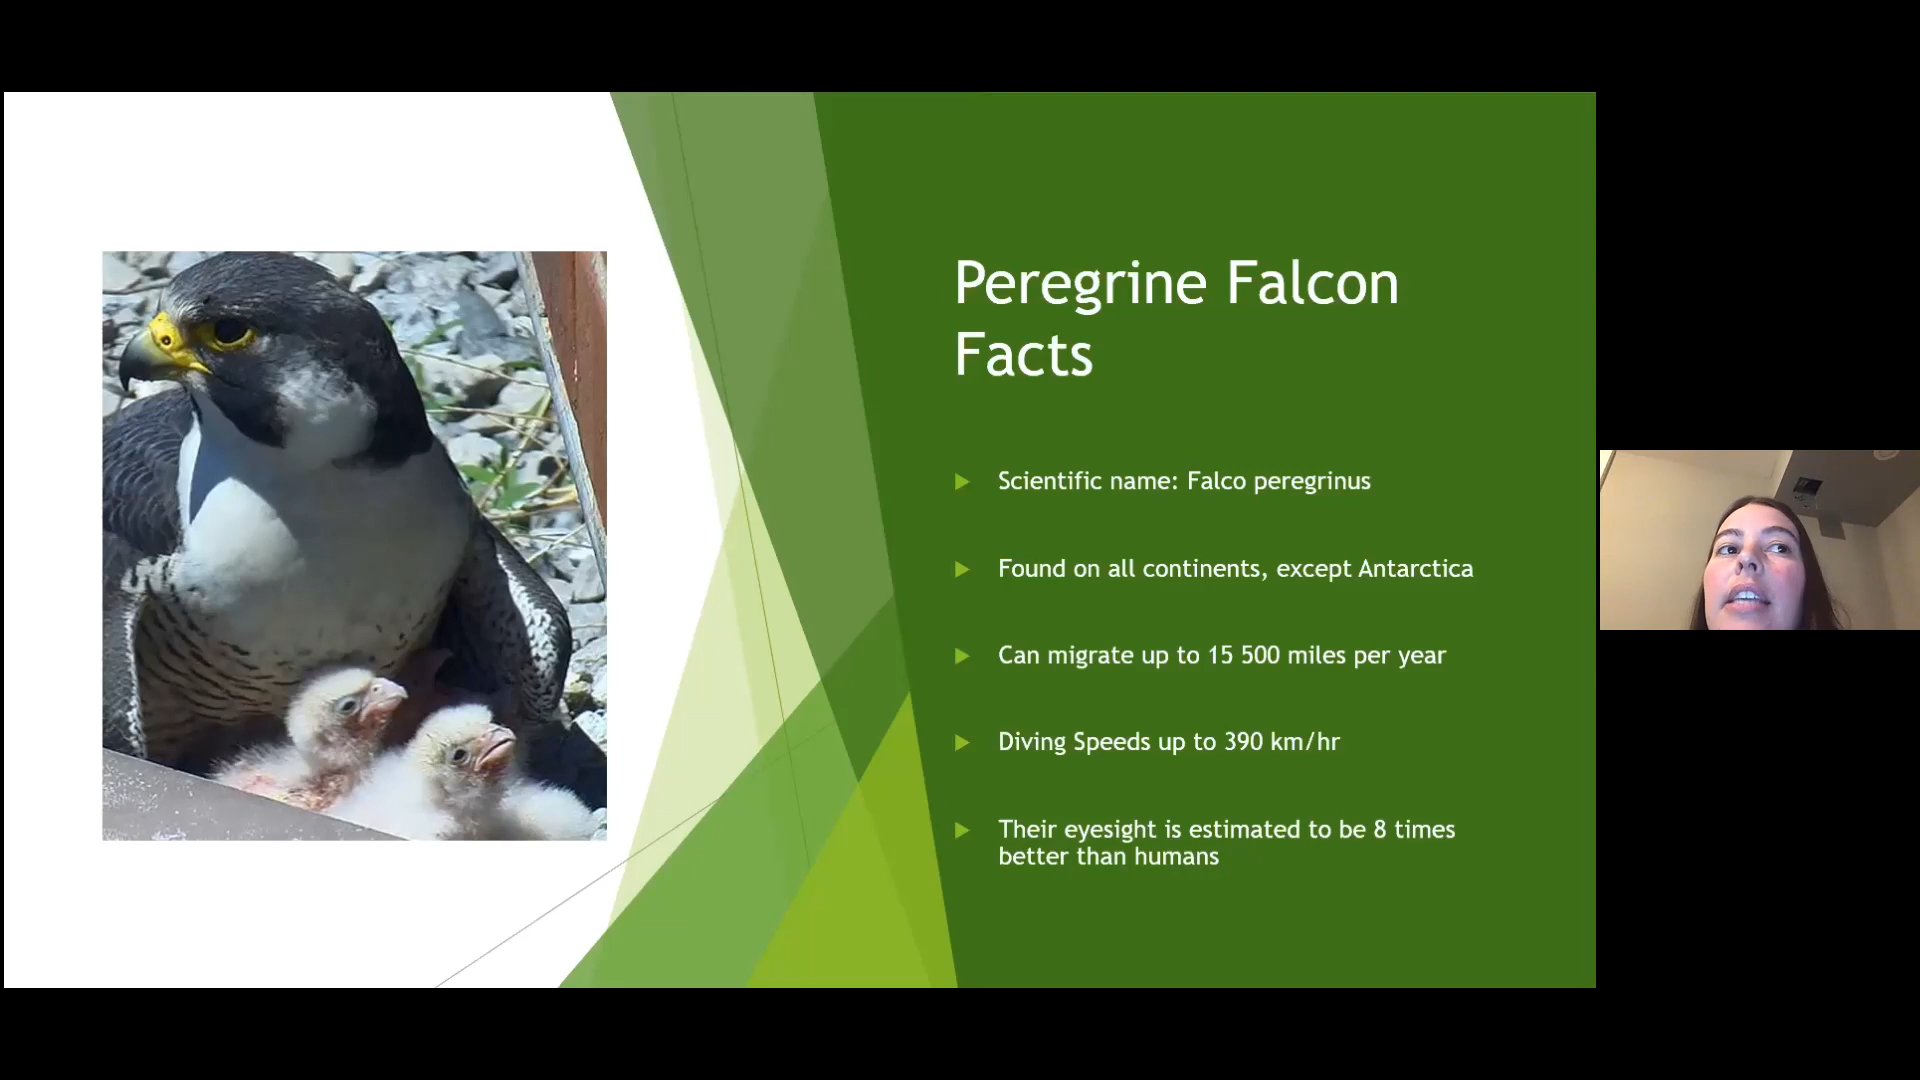 Peregrine Falcon
Facts
Scientific name: Falco peregrinus
Found on all continents, except Antarctica
Can migrate up to 15 500 miles per year
Diving Speeds up to 390 km/hr
Their eyesight is estimated to be 8 times
better than humans